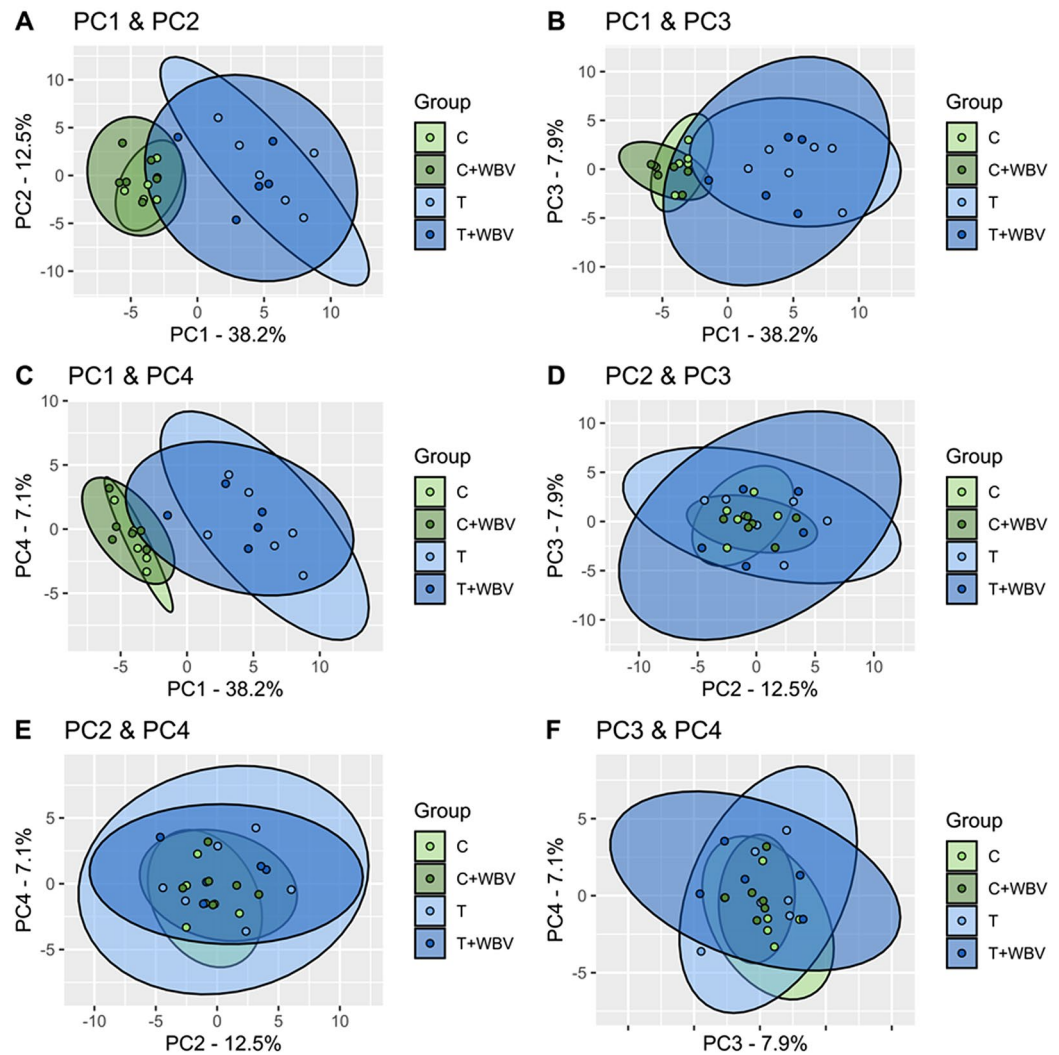 A PC1 & PC2
10
5
0
-5
-10
PC2 - 12.5%
-5 0 5 10
PC1 - 38.2%
Group
C
C+WBV
T
T+WBV
B PC1 & PC3
10
5
0
-5
-10
PC3 - 7.9%
-5 0 5 10
PC1 - 38.2%
Group
C
C+WBV
T
T+WBV
C PC1 & PC4
10
5
0
-5
PC4 - 7.1%
-5 0 5 10
PC1 - 38.2%
Group
C
C+WBV
T
T+WBV
D PC2 & PC3
10
5
0
-5
-10
PC3 - 7.9%
-10 -5 0 5 10
PC2 - 12.5%
Group
C
C+WBV
T
T+WBV
E PC2 & PC4
5
0
-5
PC4 - 7.1%
-10 -5 0 5 10
PC2 - 12.5%
Group
C
C+WBV
T
T+WBV
F PC3 & PC4
5
0
-5
PC4 - 7.1%
PC3 - 7.9%
Group
C
C+WBV
T
T+WBV